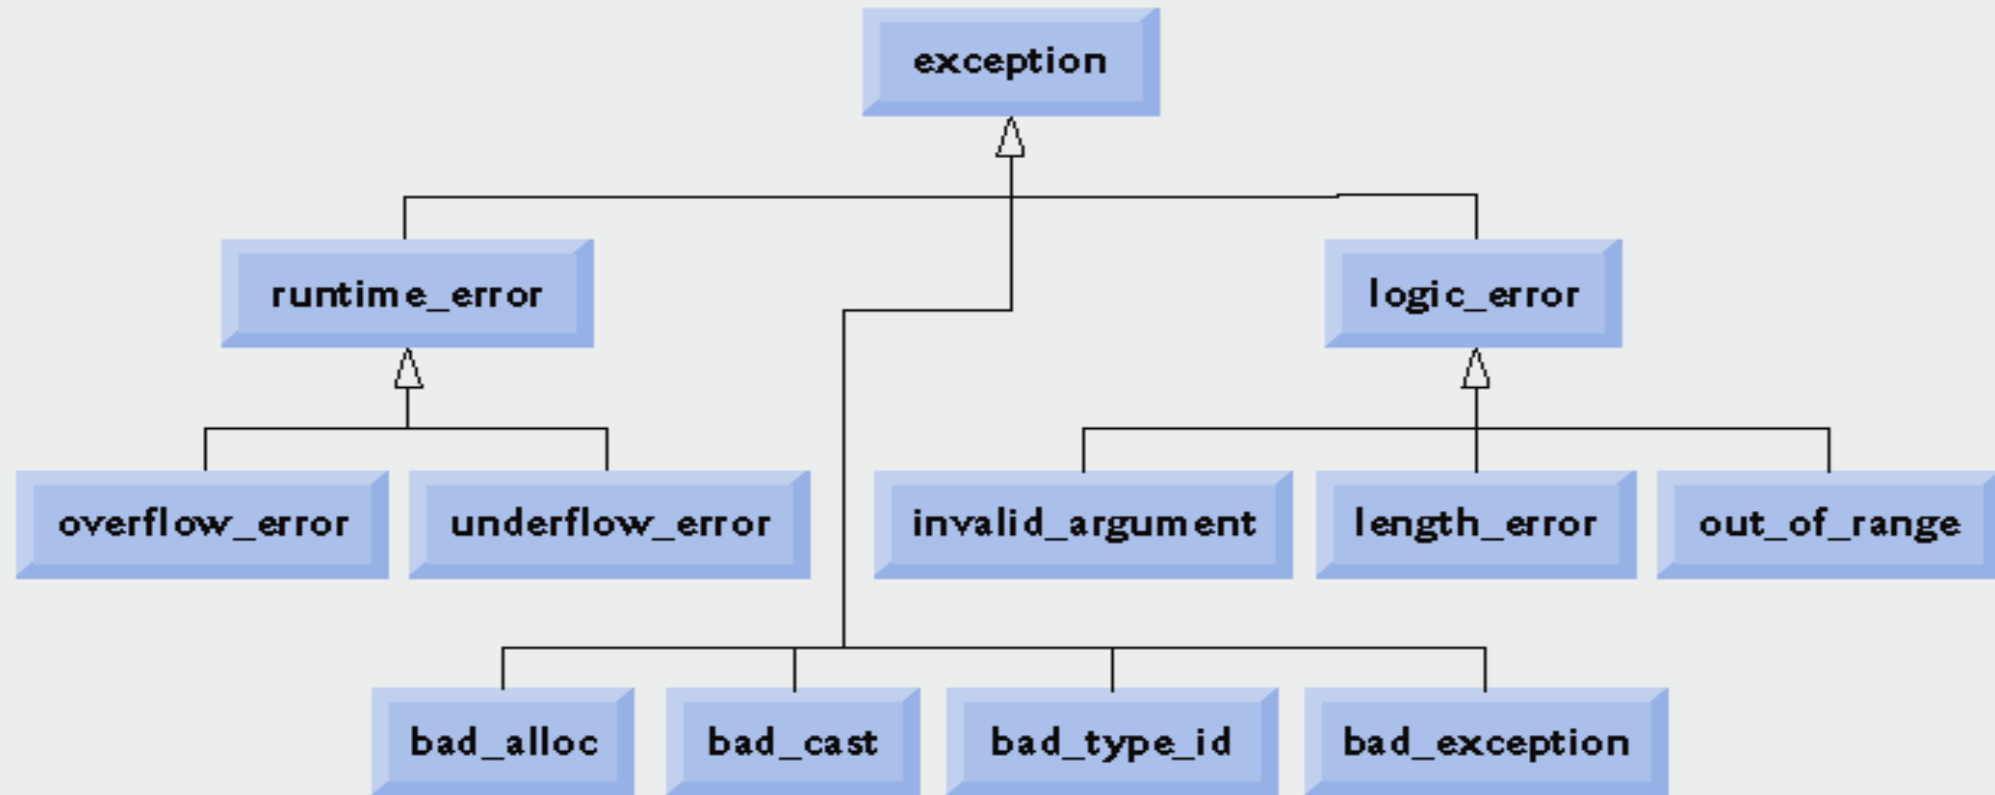 exception
runtime_error
logic_error
overflow_error
underflow_error
invalid_argument
length_error
out_of_range
bad_alloc
bad_cast
bad_type_id
bad_exception